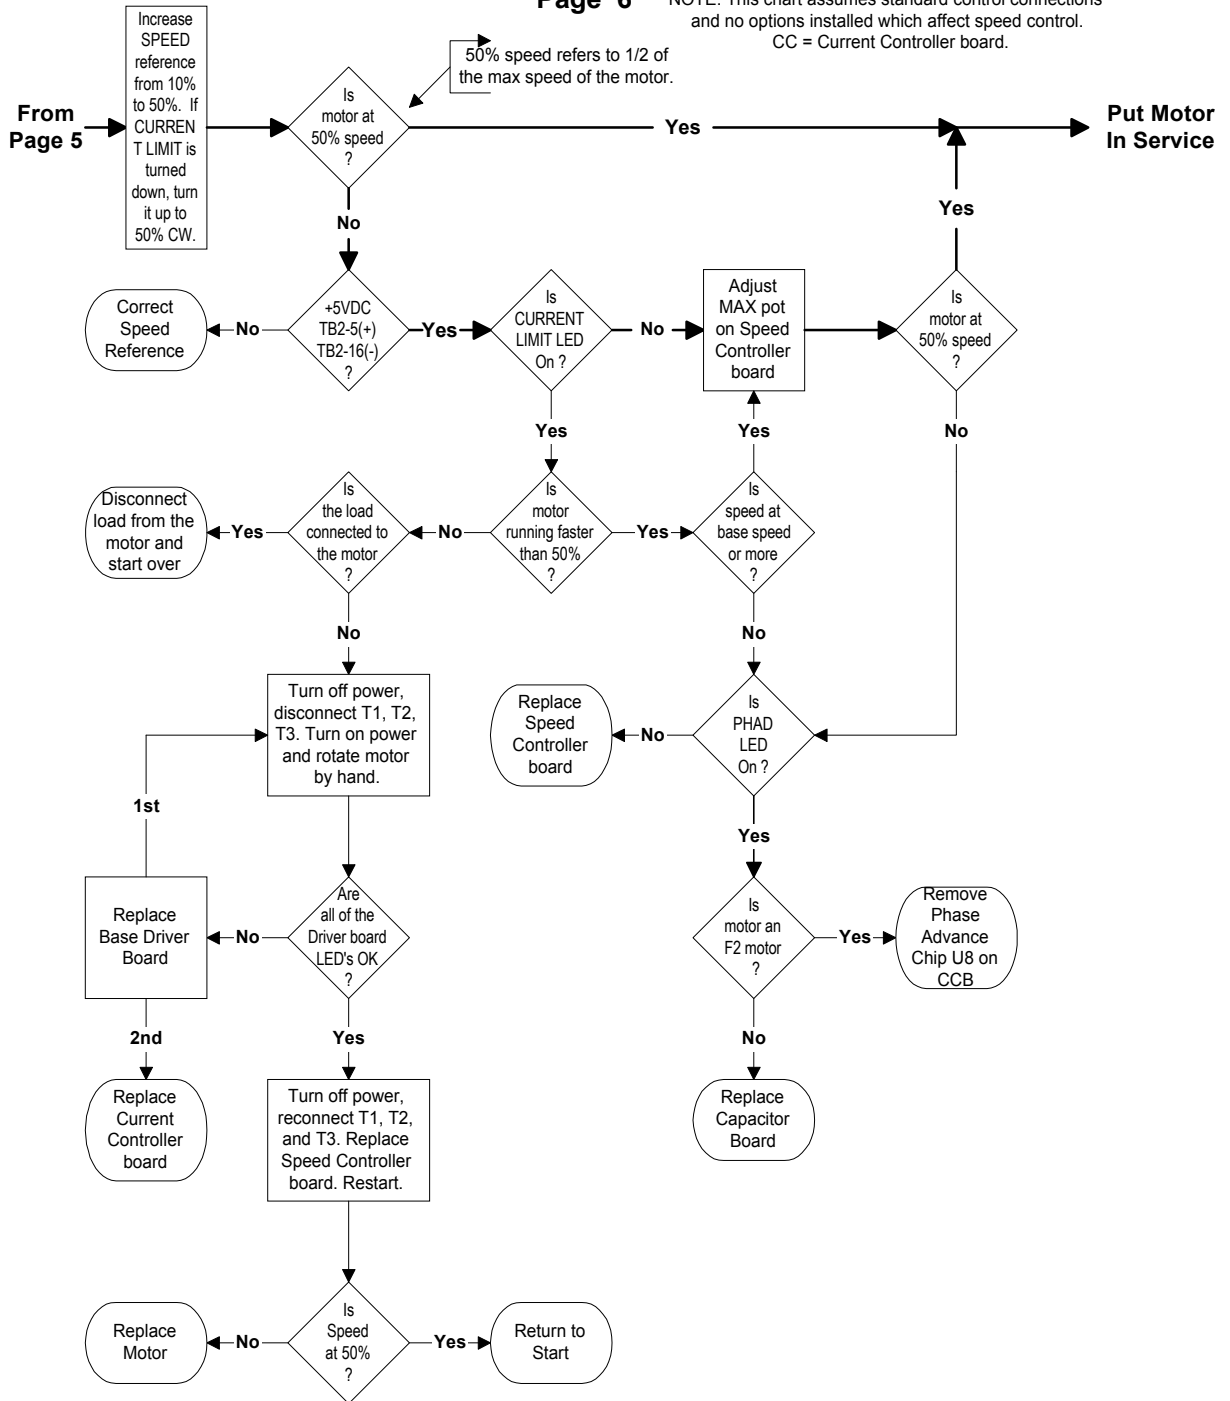 Page 6
NOTE: This chart assumes standard control connections
and no options installed which affect speed control.
CC = Current Controller board.
Increase
SPEED
reference
from 10%
to 50%. If
CURREN
T LIMIT is
turned
down, turn
it up to
50% CW.
50% speed refers to 1/2 of
the max speed of the motor.
From
Page 5
Is
motor at
50% speed
?
Yes
Put Motor
In Service
No
Yes
Correct
Speed
Reference
No
+5VDC
TB2-5(+)
TB2-16(-)
?
Yes
Is
CURRENT
LIMIT LED
On ?
No
Adjust
MAX pot
on Speed
Controller
board
Is
motor at
50% speed
?
Yes
Yes
No
Disconnect
load from the
motor and
start over
Yes
Is
the load
connected to
the motor
?
No
Is
motor
running faster
than 50%
?
Yes
Is
speed at
base speed
or more
?
No
No
Turn off power,
disconnect T1, T2,
T3. Turn on power
and rotate motor
by hand.
Replace
Speed
Controller
board
No
Is
PHAD
LED
On ?
1st
Yes
Replace
Base Driver
Board
No
Are
all of the
Driver board
LED's OK
?
Is
motor an
F2 motor
?
Yes
Remove
Phase
Advance
Chip U8 on
CCB
2nd
Yes
No
Replace
Current
Controller
board
Turn off power,
reconnect T1, T2,
and T3. Replace
Speed Controller
board. Restart.
Replace
Capacitor
Board
Replace
Motor
No
Is
Speed
at 50%
?
Yes
Return to
Start